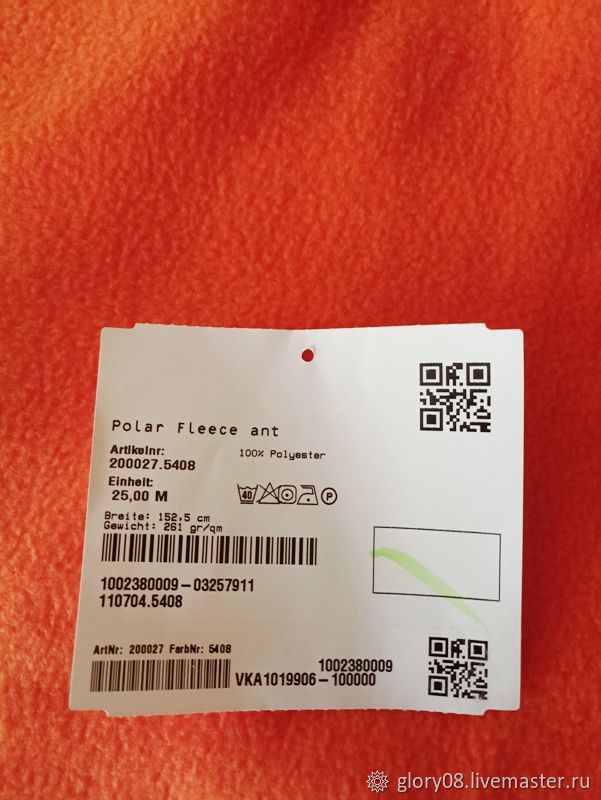 Polar Fleece ant
Artikelnr:
200027.5408
100% Polyester
Einheit:
25,00 M
40
P
Breite: 152,5 cm
Gewicht: 261 gr/qm
1002380009-03257911
110704.5408
ArtNr: 200027 FarbNr: 5408
1002380009
VKA1019906-100000
glory08.livemaster.ru